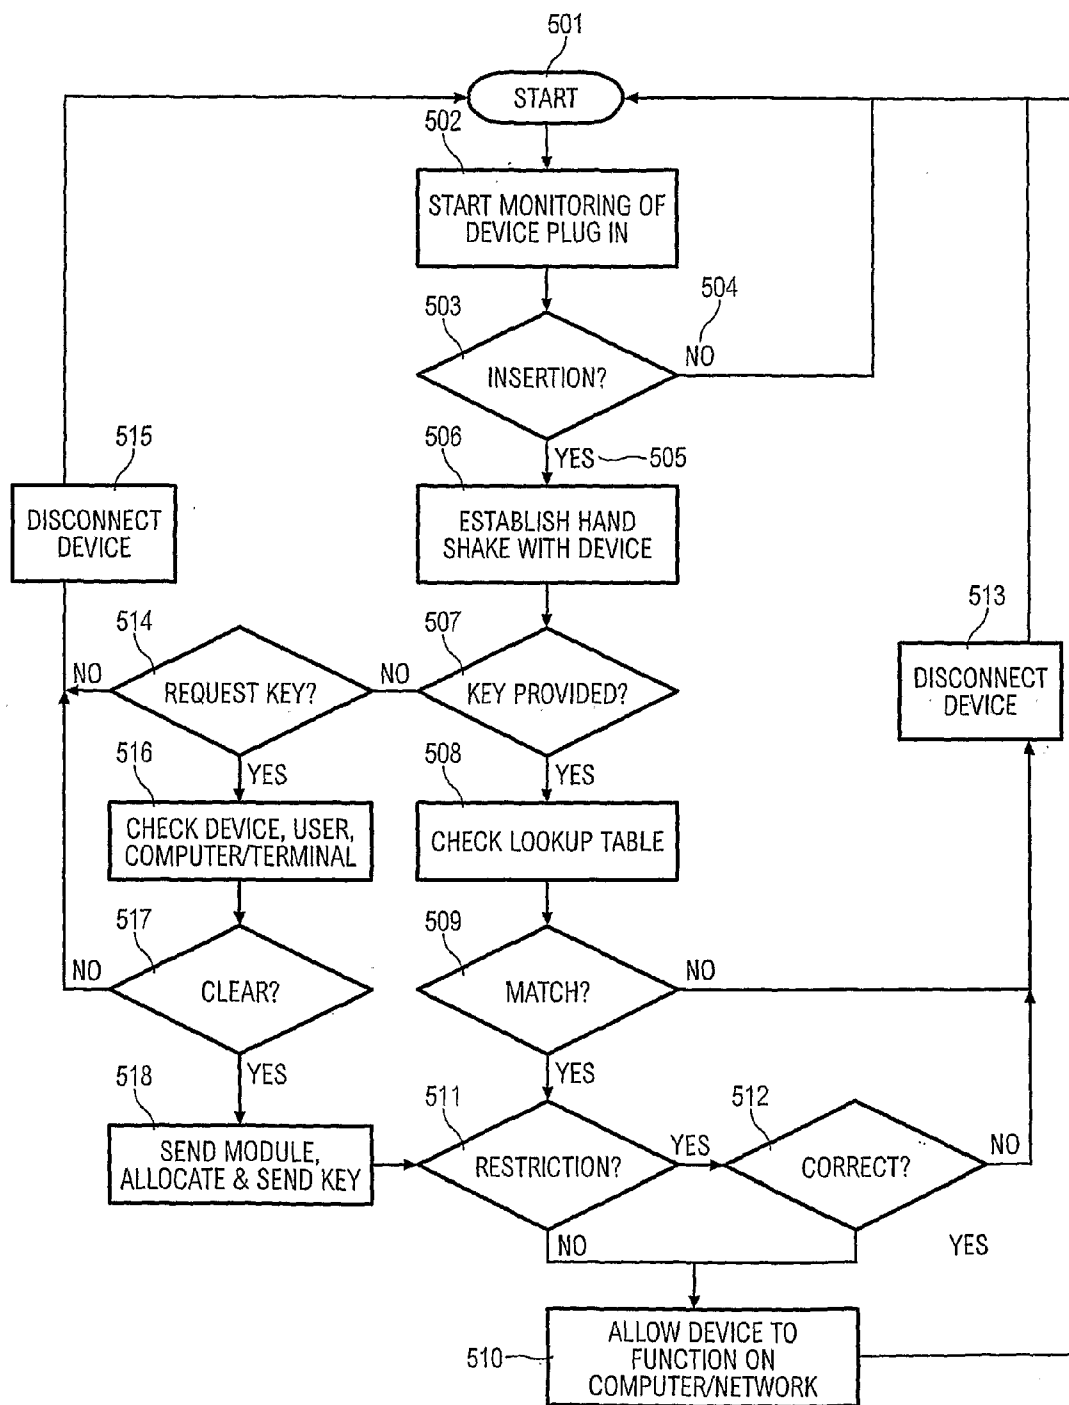 501
START
502
START MONITORING OF
DEVICE PLUG IN
503
INSERTION?
504
NO
YES
505
506
ESTABLISH HAND
SHAKE WITH DEVICE
515
DISCONNECT
DEVICE
514
NO
REQUEST KEY?
NO
507
KEY PROVIDED?
513
DISCONNECT
DEVICE
516
YES
CHECK DEVICE, USER,
COMPUTER/TERMINAL
508
YES
CHECK LOOKUP TABLE
517
NO
CLEAR?
509
MATCH?
NO
518
YES
SEND MODULE,
ALLOCATE & SEND KEY
YES
511
RESTRICTION?
YES
512
CORRECT?
NO
NO
YES
510
ALLOW DEVICE TO
FUNCTION ON
COMPUTER/NETWORK